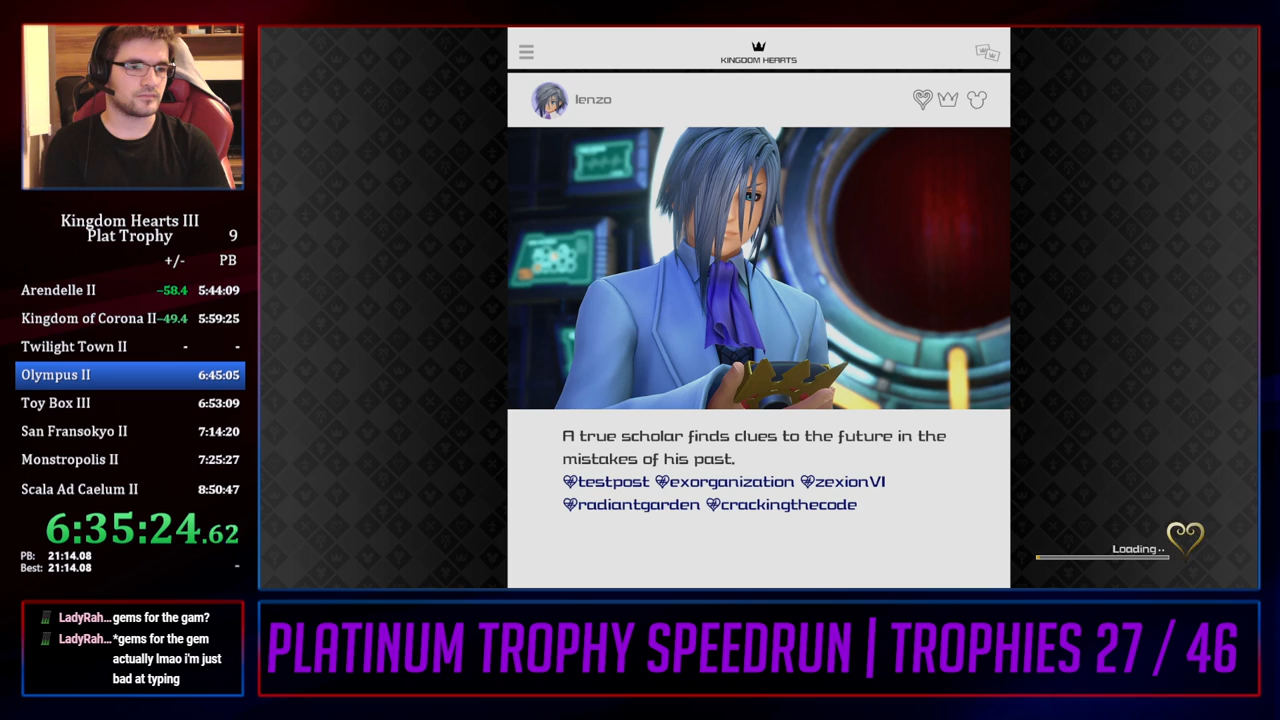 Kingdom Hearts III
Plat Trophy 9
+/- PB
Arendelle II -58.4 5:44:09
Kingdom of Corona II -49.4 5:59:25
Twilight Town II - -
Olympus II 6:45:05
Toy Box III 6:53:09
San Fransokyo II 7:14:20
Monstropolis II 7:25:27
Scala Ad Caelum II 8:50:47
6:35:24.62
PB: 21:14.08
Best: 21:14.08 -
LadyRah... gems for the gam?
LadyRah... *gems for the gem
actually lmao i'm just
bad at typing
KINGDOM HEARTS
Ienzo
A true scholar finds clues to the future in the
mistakes of his past.
testpost exorganization zexionVI
radiantgarden crackingthecode
Loading..
PLATINUM TROPHY SPEEDRUN | TROPHIES 27 / 46